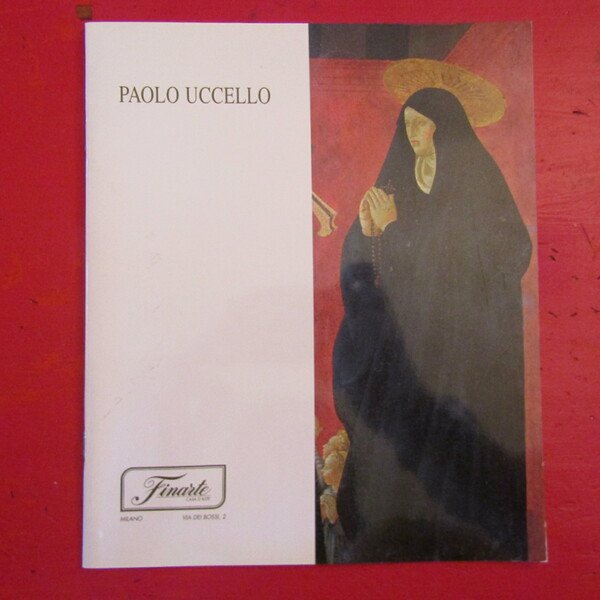 PAOLO UCCELLO
Finarte
CASA D'ASTE
MILANO VIA DEI BOSSI, 2